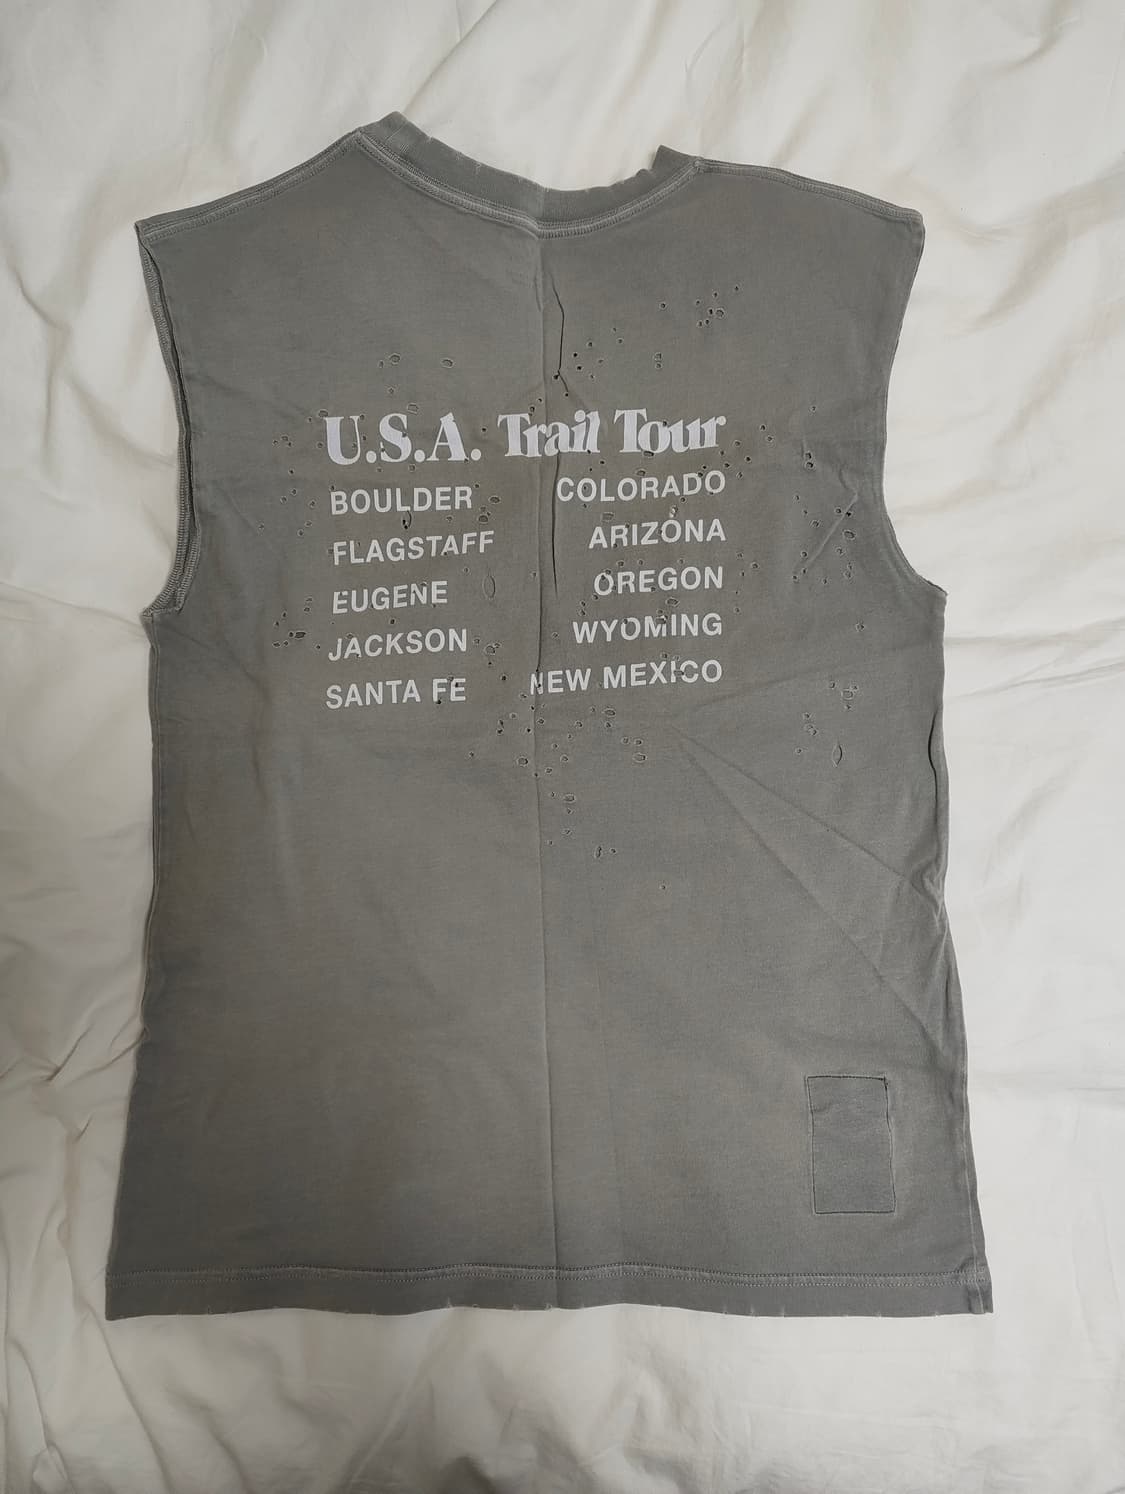 U.S.A. Trail Tour
BOULDER COLORADO
FLAGSTAFF ARIZONA
EUGENE OREGON
JACKSON WYOMING
SANTA FE NEW MEXICO